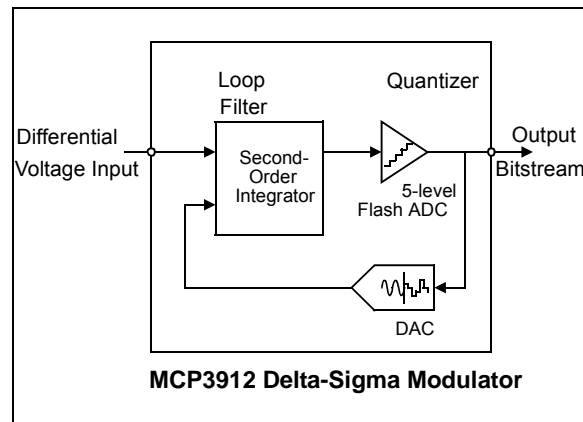 Loop
Filter
Quantizer
Differential
Voltage Input
Second-
Order
Integrator
Output
Bitstream
5-level
Flash ADC
DAC
MCP3912 Delta-Sigma Modulator